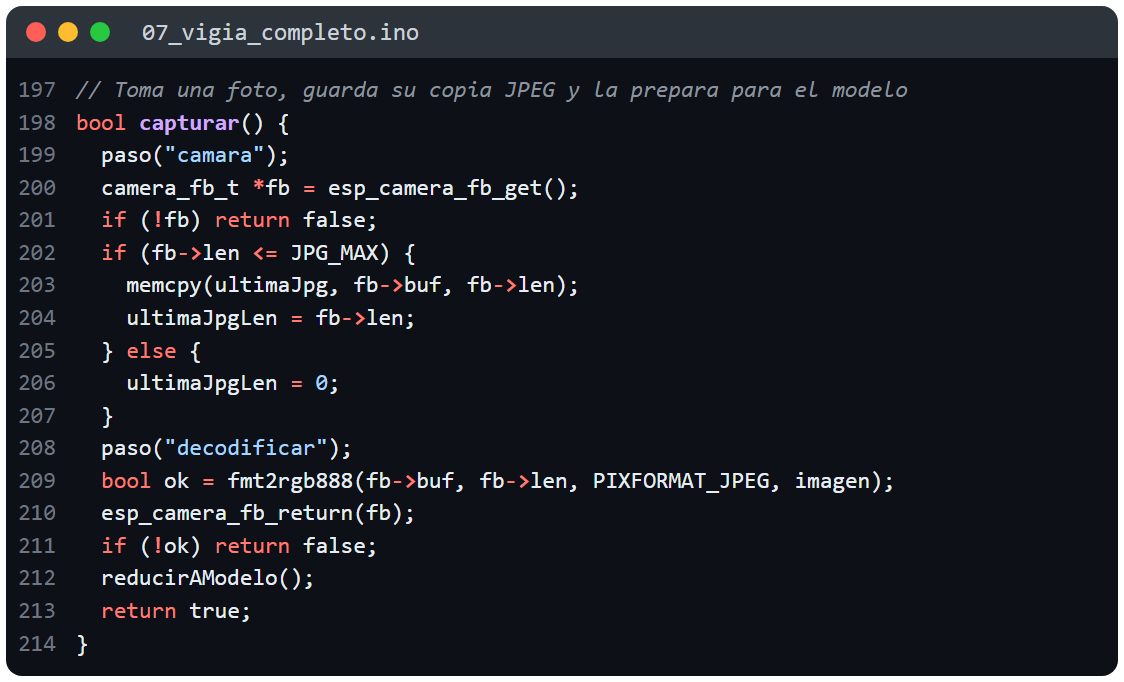 07_vigia_completo.ino
197 // Toma una foto, guarda su copia JPEG y la prepara para el modelo
198 bool capturar() {
199   paso("camara");
200   camera_fb_t *fb = esp_camera_fb_get();
201   if (!fb) return false;
202   if (fb->len <= JPG_MAX) {
203     memcpy(ultimaJpg, fb->buf, fb->len);
204     ultimaJpgLen = fb->len;
205   } else {
206     ultimaJpgLen = 0;
207   }
208   paso("decodificar");
209   bool ok = fmt2rgb888(fb->buf, fb->len, PIXFORMAT_JPEG, imagen);
210   esp_camera_fb_return(fb);
211   if (!ok) return false;
212   reducirAModelo();
213   return true;
214 }